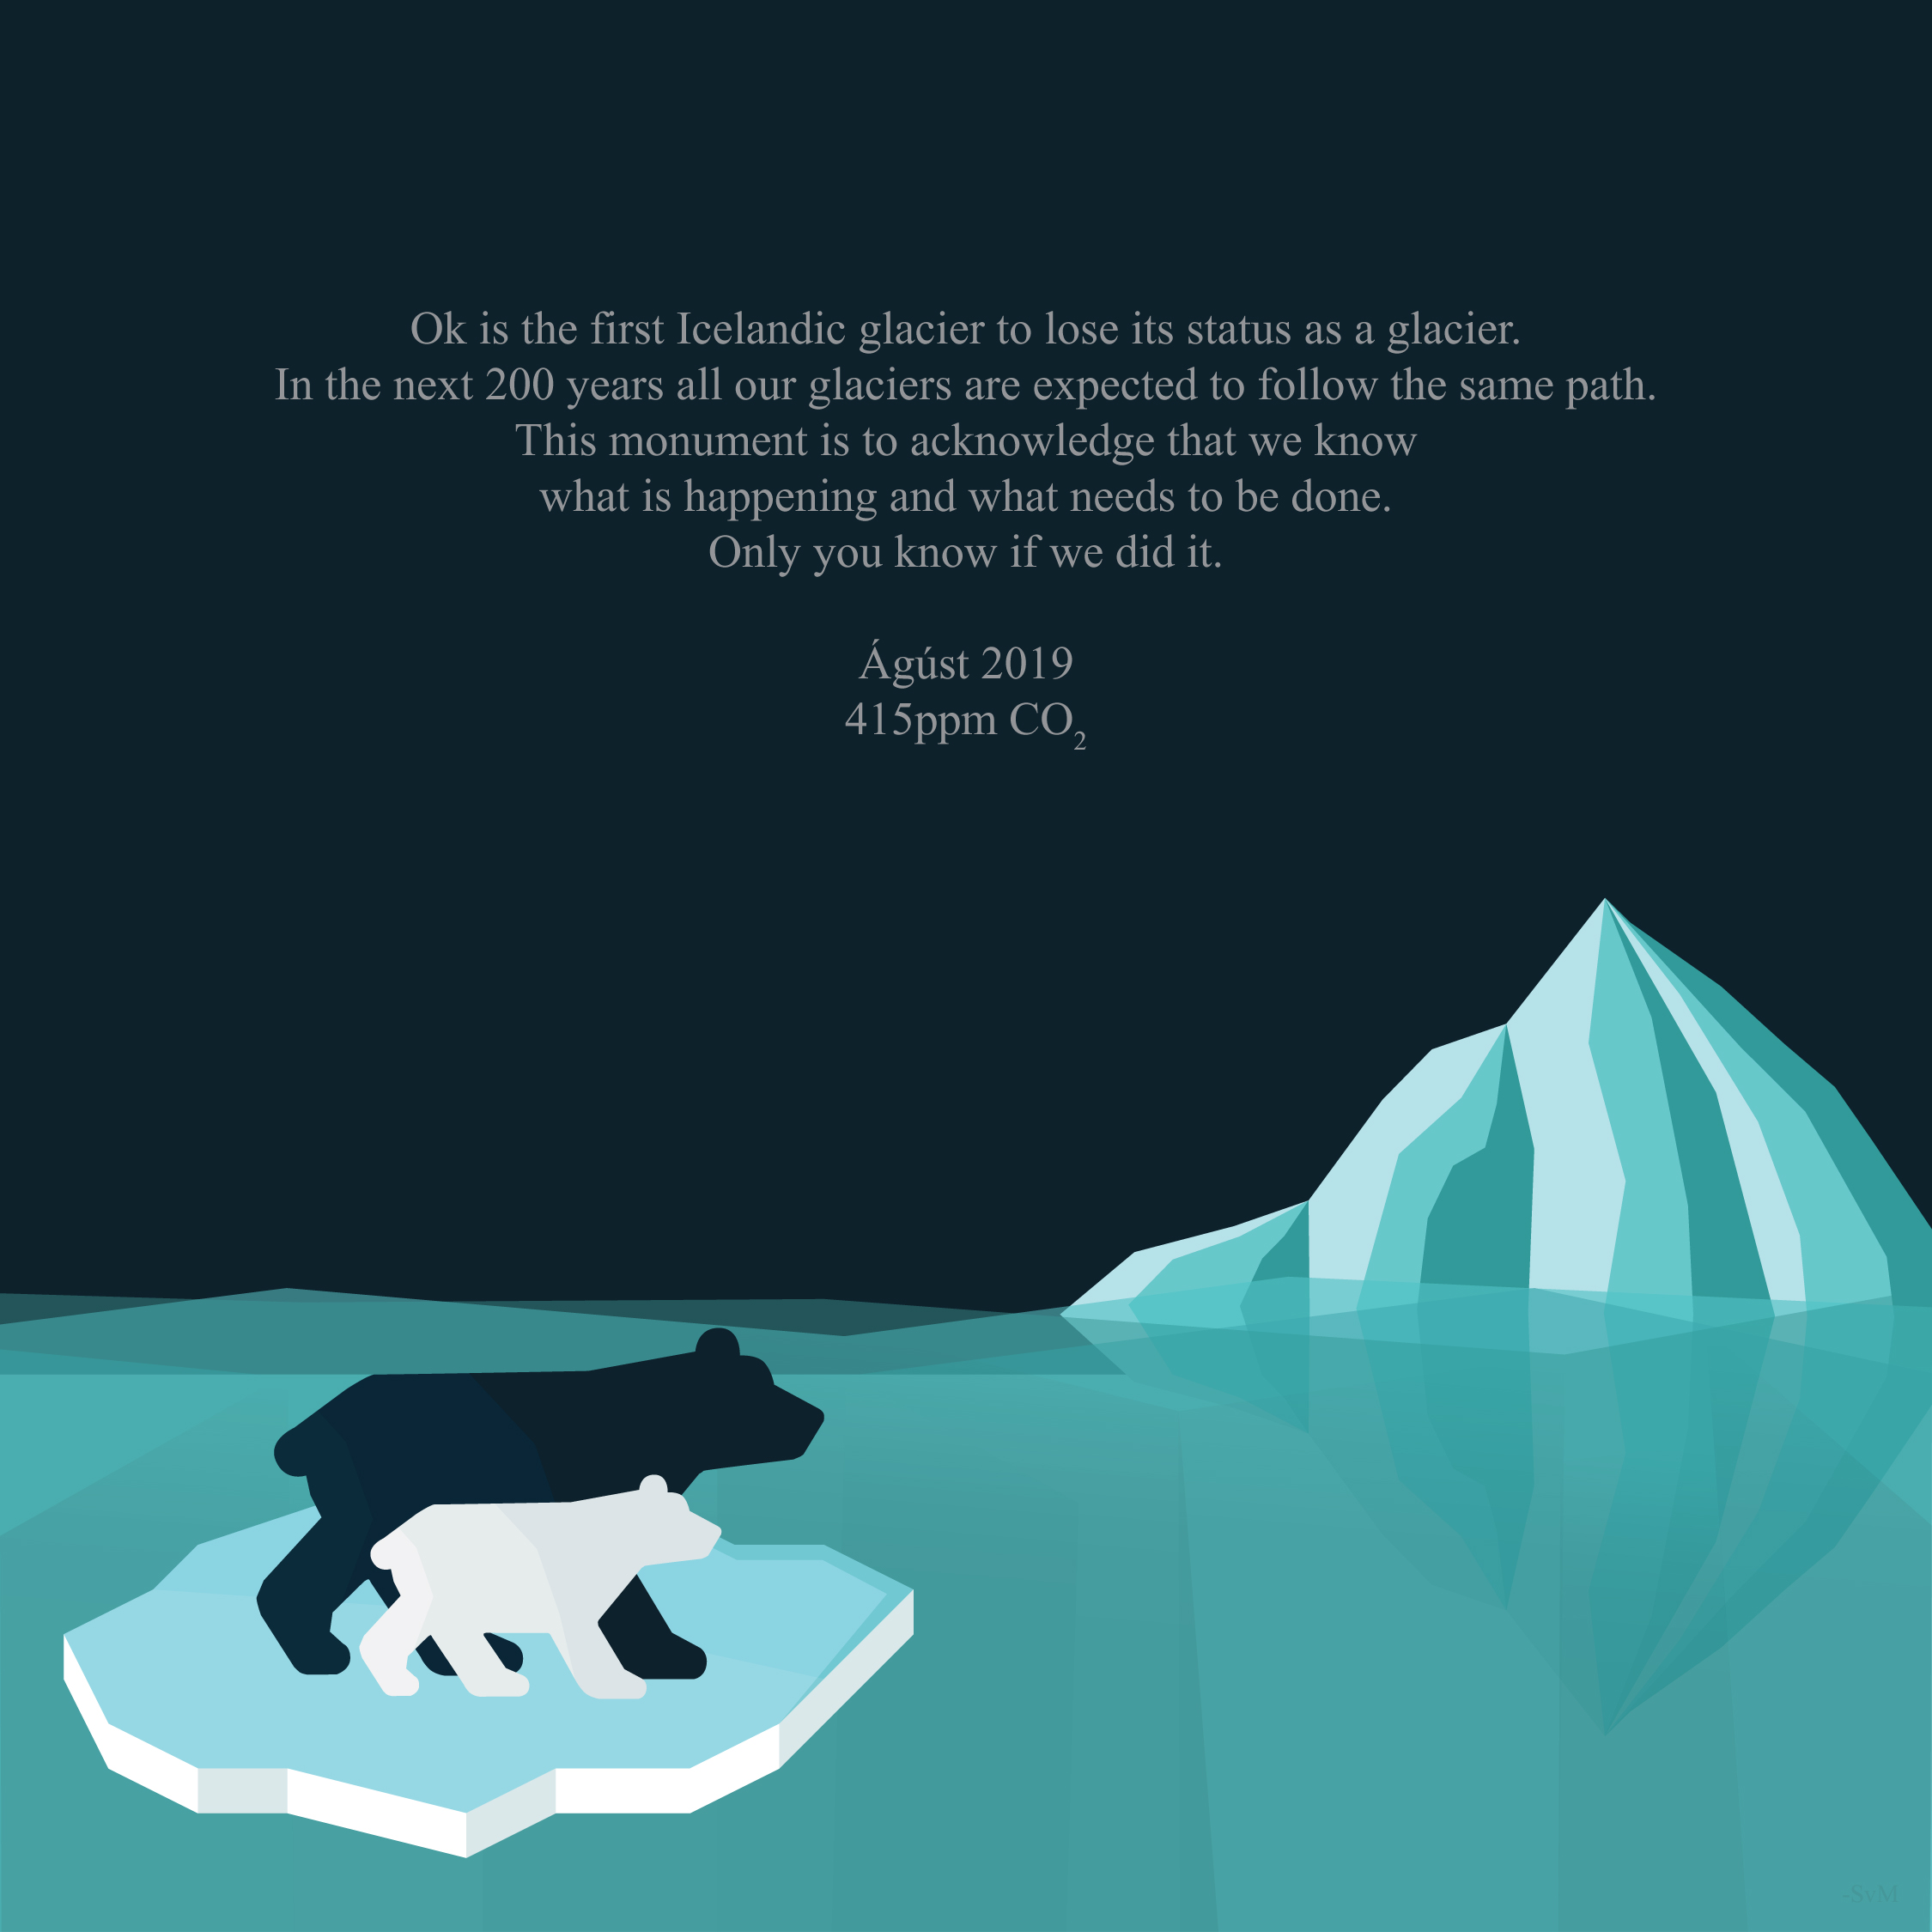 Ok is the first Icelandic glacier to lose its status as a glacier.
In the next 200 years all our glaciers are expected to follow the same path.
This monument is to acknowledge that we know
what is happening and what needs to be done.
Only you know if we did it.
Ágúst 2019
415ppm CO₂
-SvM